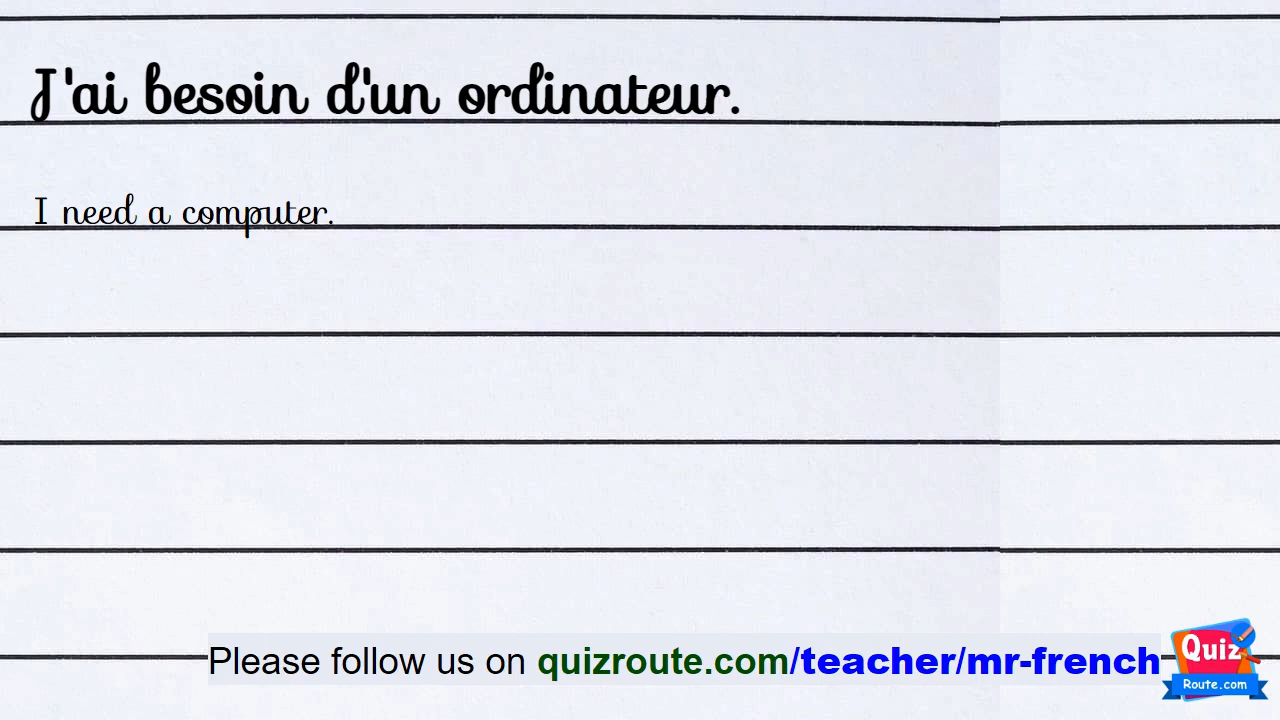 J'ai besoin d'un ordinateur.
I need a computer.
Please follow us on quizroute.com/teacher/mr-french
Quiz
Route.com